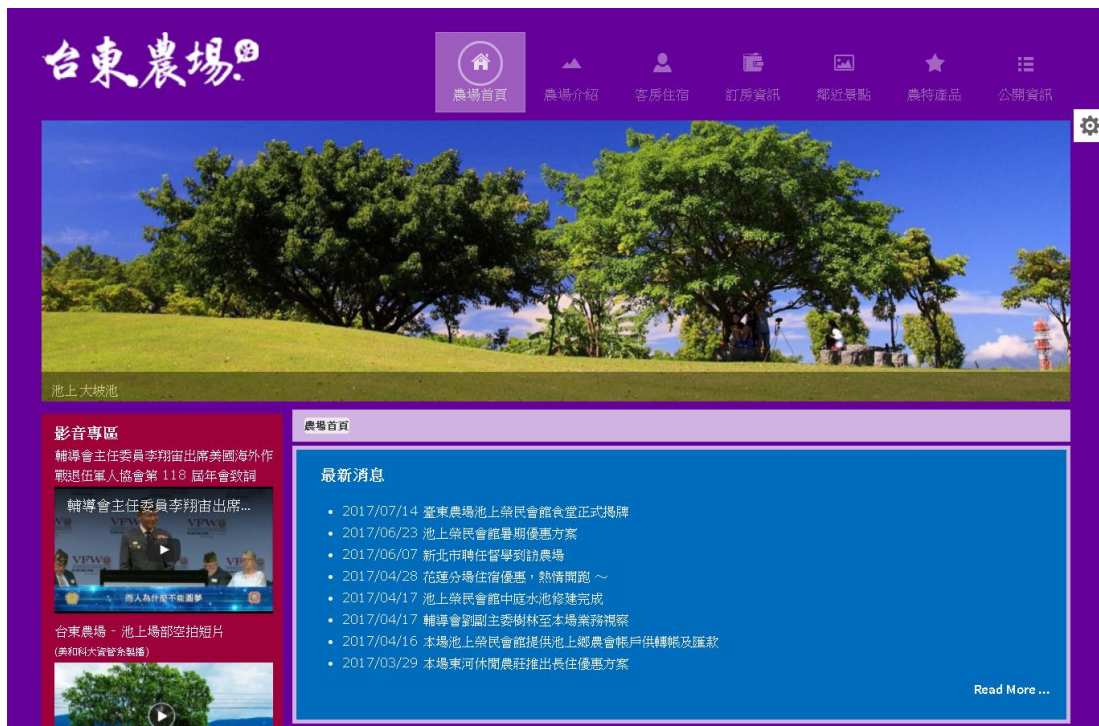 台東農場
農場首頁
農場介紹
客房住宿
訂房資訊
鄰近景點
農特產品
公開資訊
池上 大坡池
影音專區
輔導會主任委員李翔宙出席美國海外作
戰退伍軍人協會第 118 屆年會致詞
輔導會主任委員李翔宙出席...
VFW
VFW
而人為什麼不能圓夢
台東農場 - 池上場部空拍短片
(美和科大資管系製播)
農場首頁
最新消息
2017/07/14 臺東農場池上榮民會館食堂正式揭牌
2017/06/23 池上榮民會館暑期優惠方案
2017/06/07 新北市聘任督學到訪農場
2017/04/28 花蓮分場住宿優惠，熱情開跑 ～
2017/04/17 池上榮民會館中庭水池修建完成
2017/04/17 輔導會劉副主委樹林至本場業務視察
2017/04/16 本場池上榮民會館提供池上鄉農會帳戶供轉帳及匯款
2017/03/29 本場東河休閒農莊推出長住優惠方案
Read More ...